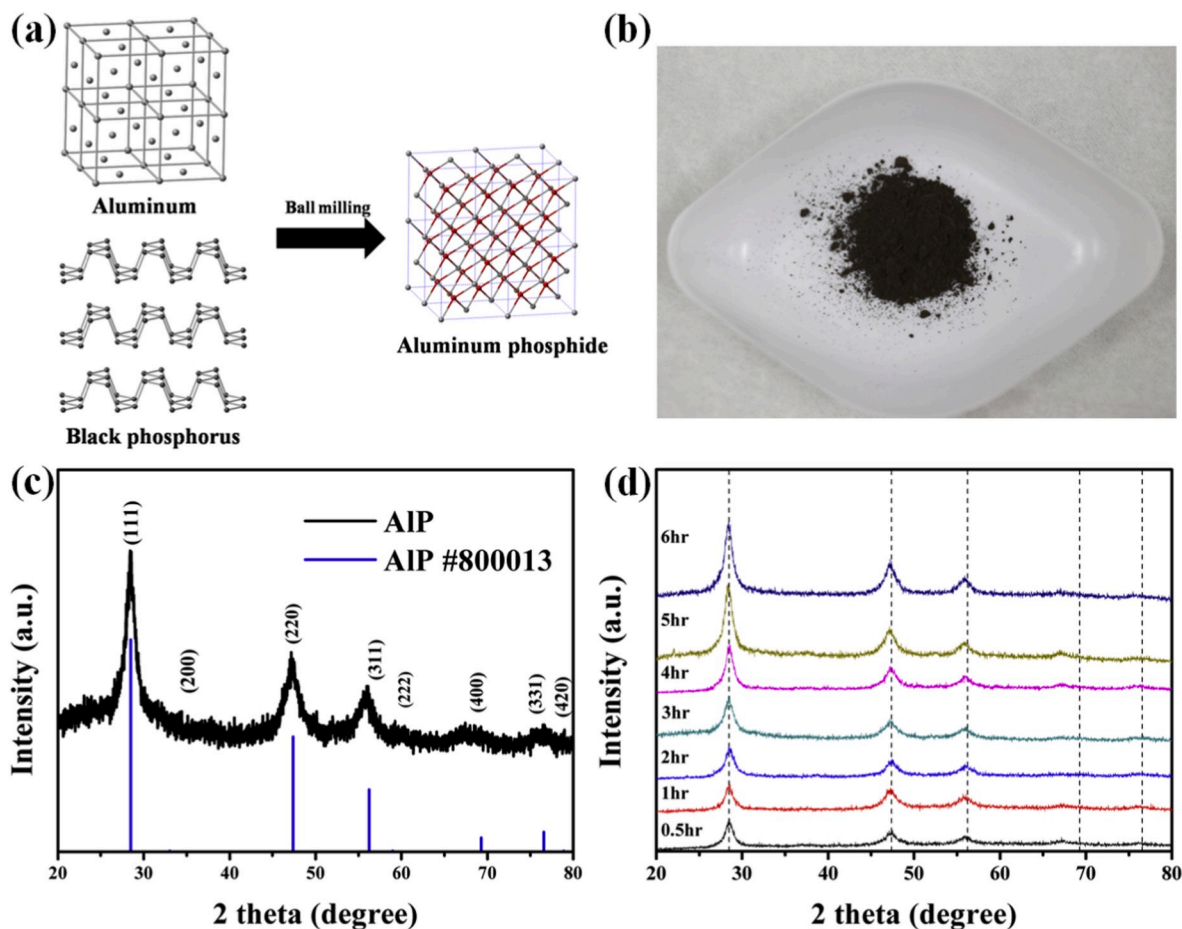 (a)
Aluminum
Ball milling
Aluminum phosphide
Black phosphorus
(b)
(c)
(111)
(200)
(220)
(311)
(222)
(400)
(331)
(420)
AlP
AlP #800013
Intensity (a.u.)
20 30 40 50 60 70 80
2 theta (degree)
(d)
6hr
5hr
4hr
3hr
2hr
1hr
0.5hr
Intensity (a.u.)
20 30 40 50 60 70 80
2 theta (degree)